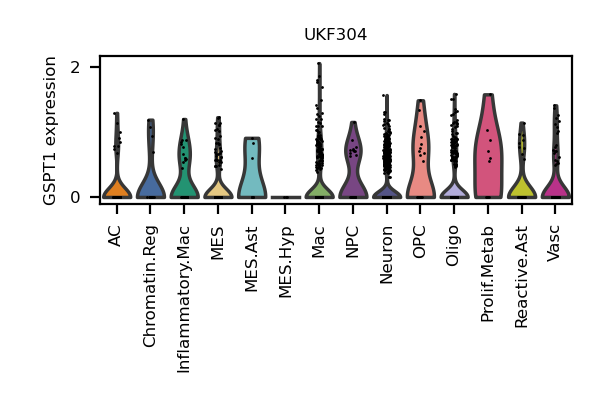 UKF304
GSPT1 expression
2
0
AC
Chromatin.Reg
Inflammatory.Mac
MES
MES.Ast
MES.Hyp
Mac
NPC
Neuron
OPC
Oligo
Prolif.Metab
Reactive.Ast
Vasc